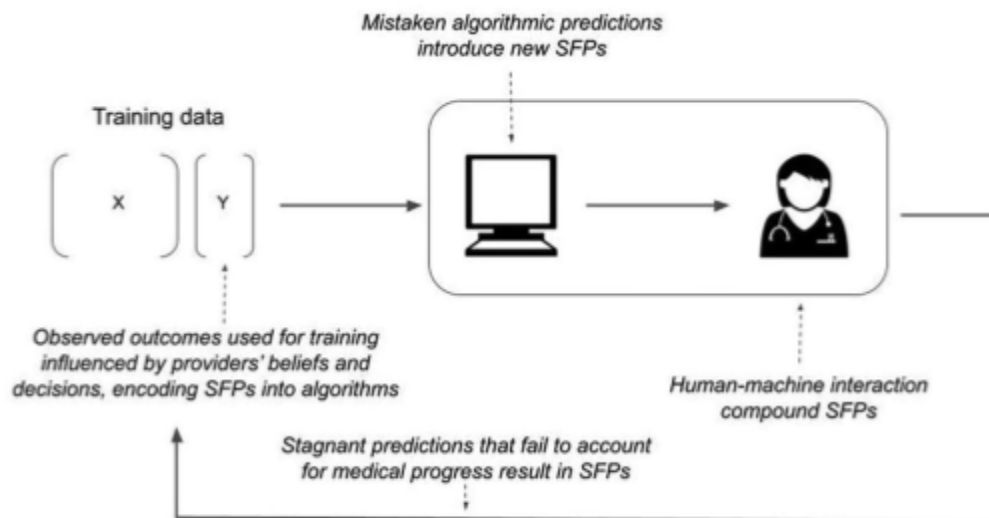 Mistaken algorithmic predictions
introduce new SFPs
Training data
X
Y
Observed outcomes used for training
influenced by providers' beliefs and
decisions, encoding SFPs into algorithms
Human-machine interaction
compound SFPs
Stagnant predictions that fail to account
for medical progress result in SFPs